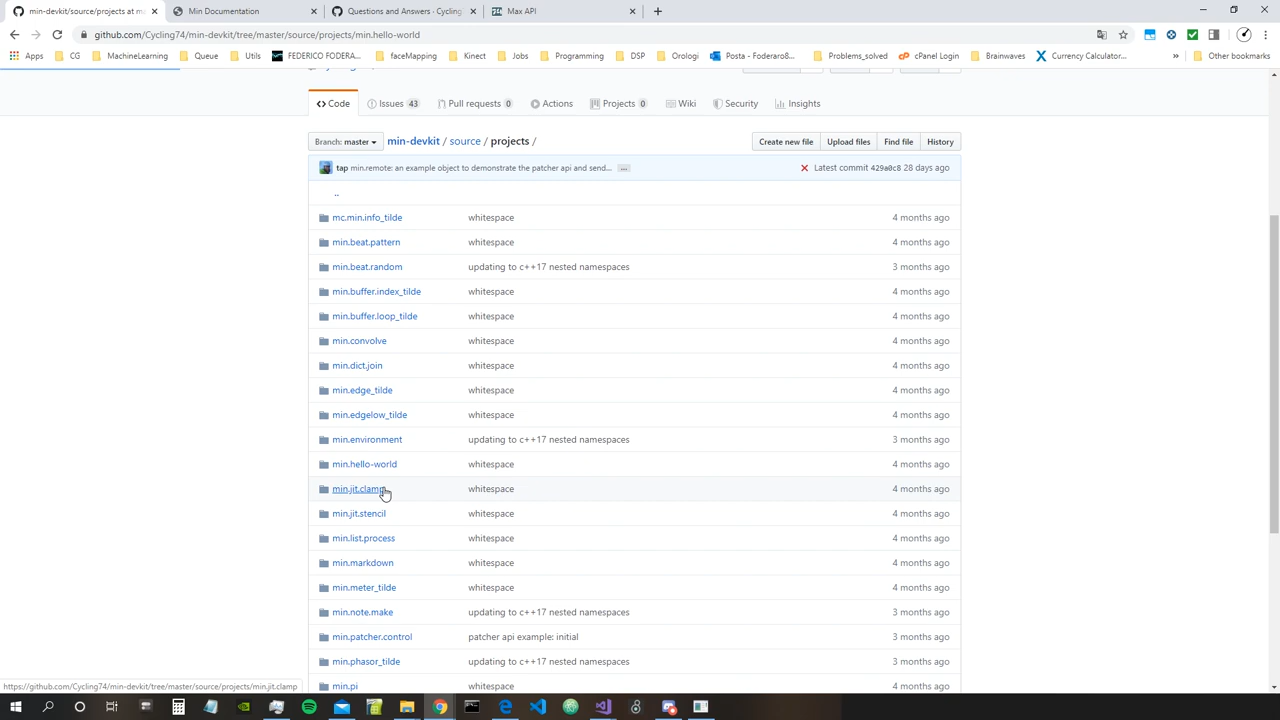 min-devkit/source/projects at ma
Min Documentation
Questions and Answers · Cycling
Max API
github.com/Cycling74/min-devkit/tree/master/source/projects/min.hello-world
Apps
CG
MachineLearning
Queue
Utils
FEDERICO FODERA...
faceMapping
Kinect
Jobs
Programming
DSP
Orologi
Posta - Foderaro8...
Problems_solved
cPanel Login
Brainwaves
Currency Calculator...
»
Other bookmarks
Code
Issues 43
Pull requests 0
Actions
Projects 0
Wiki
Security
Insights
Branch: master
min-devkit / source / projects /
Create new file
Upload files
Find file
History
tap min.remote: an example object to demonstrate the patcher api and send... ...
Latest commit 429a0c8 28 days ago
..
mc.min.info_tilde whitespace 4 months ago
min.beat.pattern whitespace 4 months ago
min.beat.random updating to c++17 nested namespaces 3 months ago
min.buffer.index_tilde whitespace 4 months ago
min.buffer.loop_tilde whitespace 4 months ago
min.convolve whitespace 4 months ago
min.dict.join whitespace 4 months ago
min.edge_tilde whitespace 4 months ago
min.edgelow_tilde whitespace 4 months ago
min.environment updating to c++17 nested namespaces 3 months ago
min.hello-world whitespace 4 months ago
min.jit.clamp whitespace 4 months ago
min.jit.stencil whitespace 4 months ago
min.list.process whitespace 4 months ago
min.markdown whitespace 4 months ago
min.meter_tilde whitespace 4 months ago
min.note.make updating to c++17 nested namespaces 3 months ago
min.patcher.control patcher api example: initial 3 months ago
min.phasor_tilde updating to c++17 nested namespaces 3 months ago
min.pi whitespace 4 months ago
https://github.com/Cycling74/min-devkit/tree/master/source/projects/min.jit.clamp